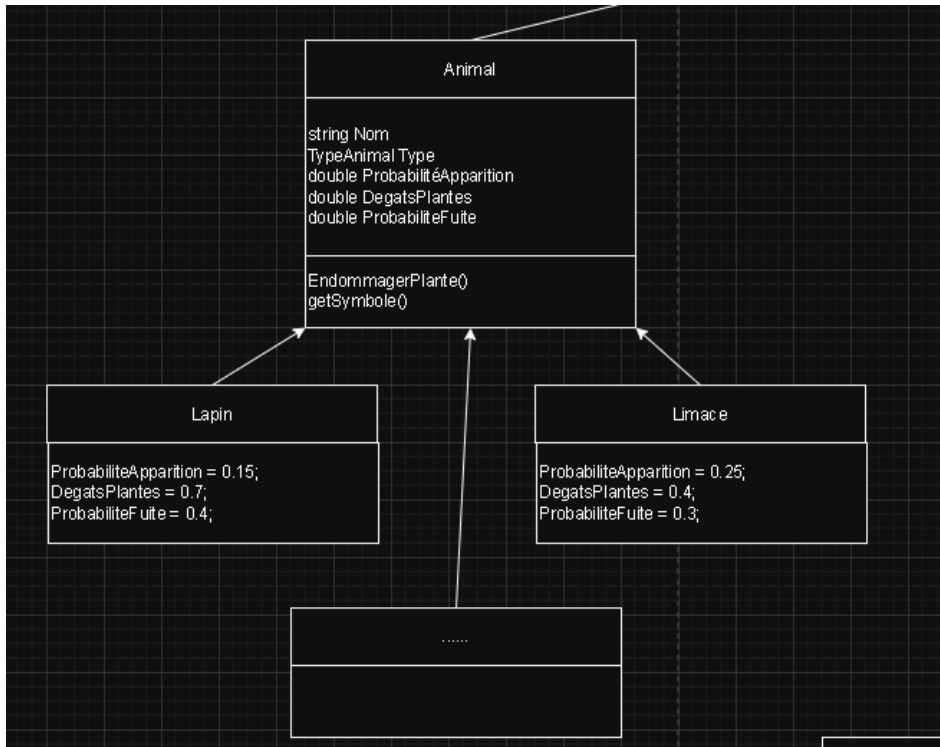 Animal
string Nom
TypeAnimal Type
double ProbabilitéApparition
double DegatsPlantes
double ProbabiliteFuite
EndommagerPlante()
getSymbole()
Lapin
ProbabiliteApparition = 0.15;
DegatsPlantes = 0.7;
ProbabiliteFuite = 0.4;
Limace
ProbabiliteApparition = 0.25;
DegatsPlantes = 0.4;
ProbabiliteFuite = 0.3;
......